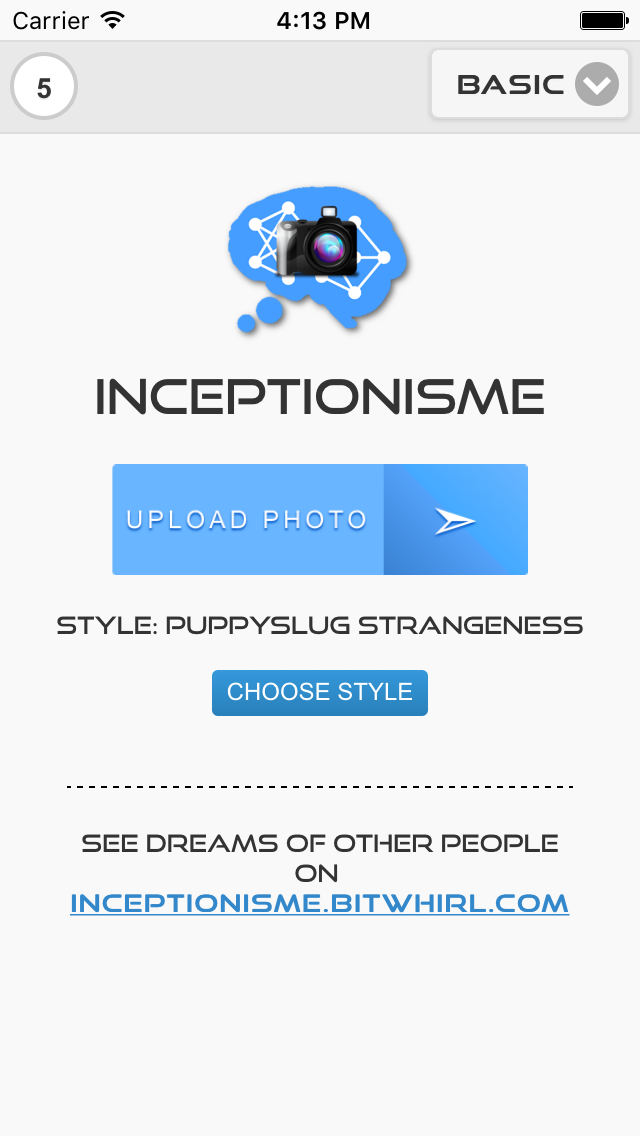 Carrier 4:13 PM
5 BASIC
INCEPTIONISME
UPLOAD PHOTO
STYLE: PUPPYSLUG STRANGENESS
CHOOSE STYLE
SEE DREAMS OF OTHER PEOPLE
ON
INCEPTIONISME.BITWHIRL.COM